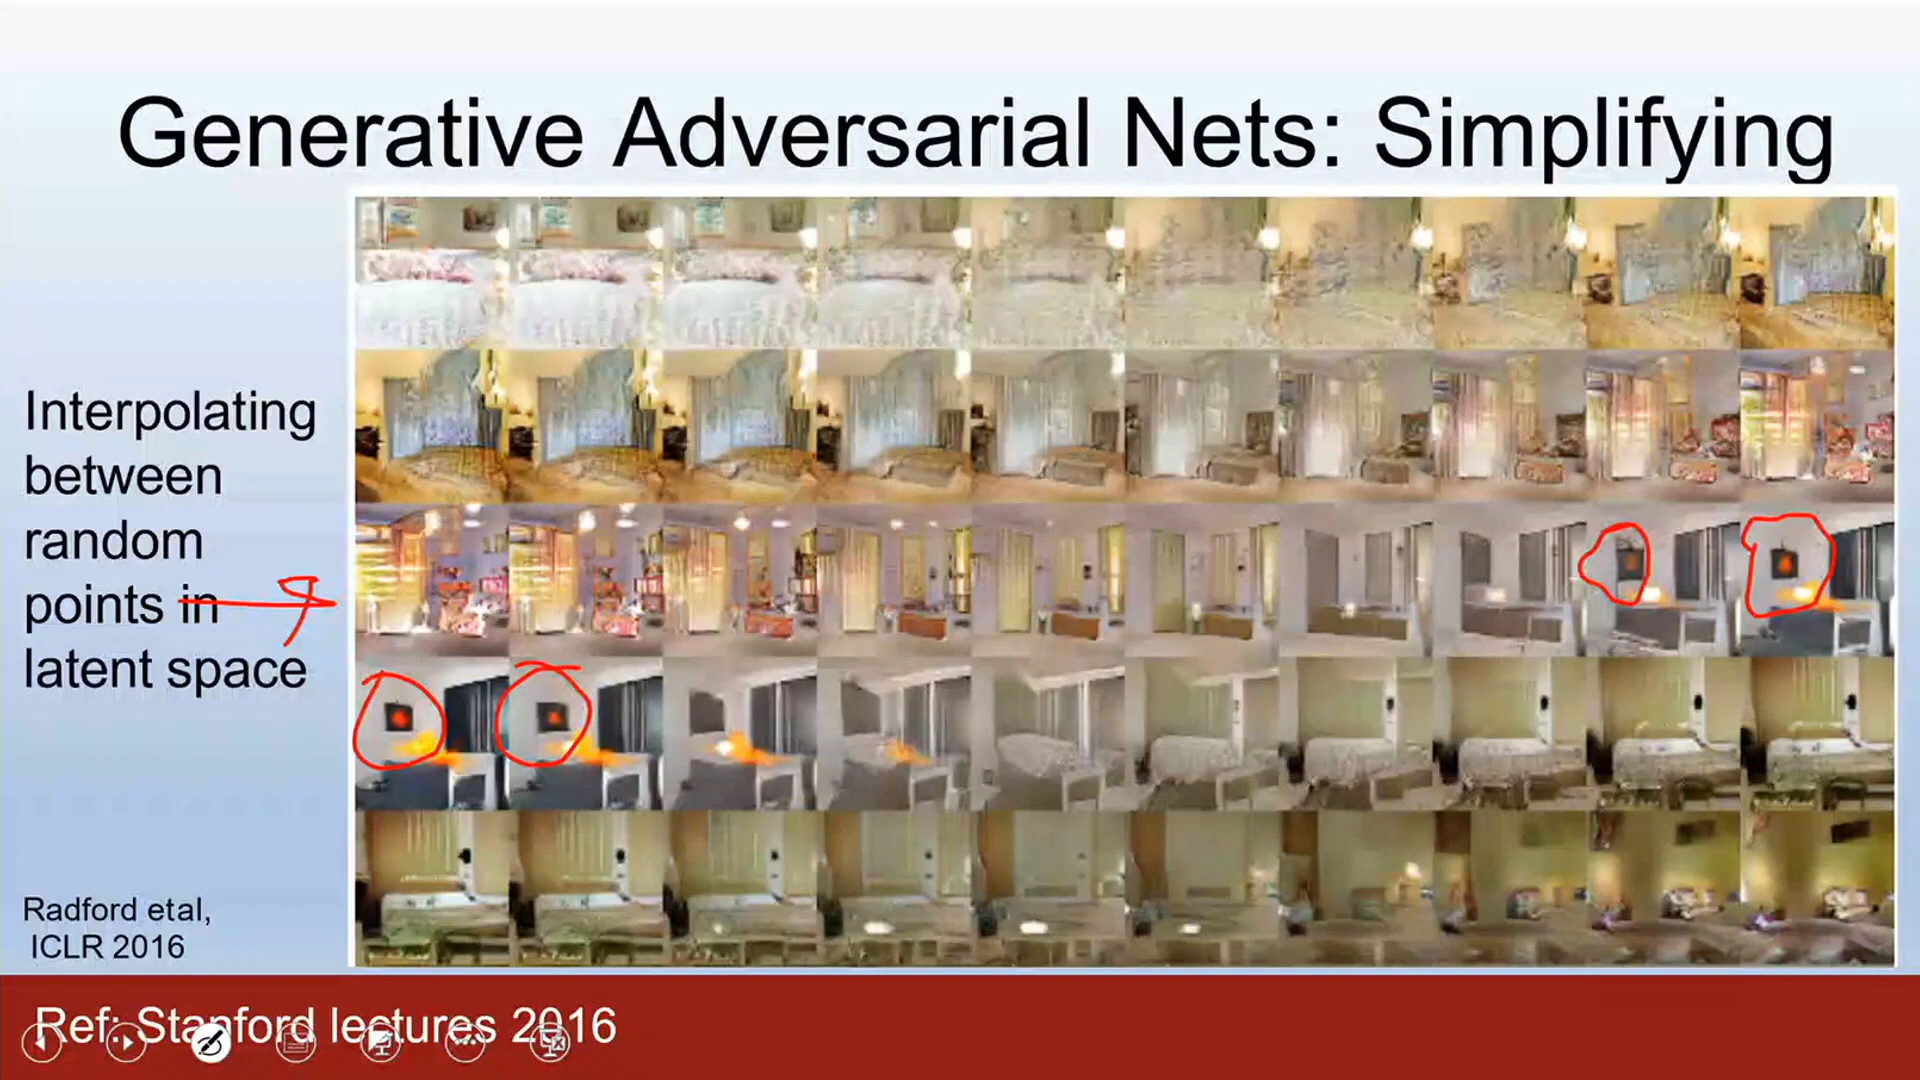 Generative Adversarial Nets: Simplifying
Interpolating
between
random
points in
latent space
Radford etal,
ICLR 2016
Ref: Stanford lectures 2016